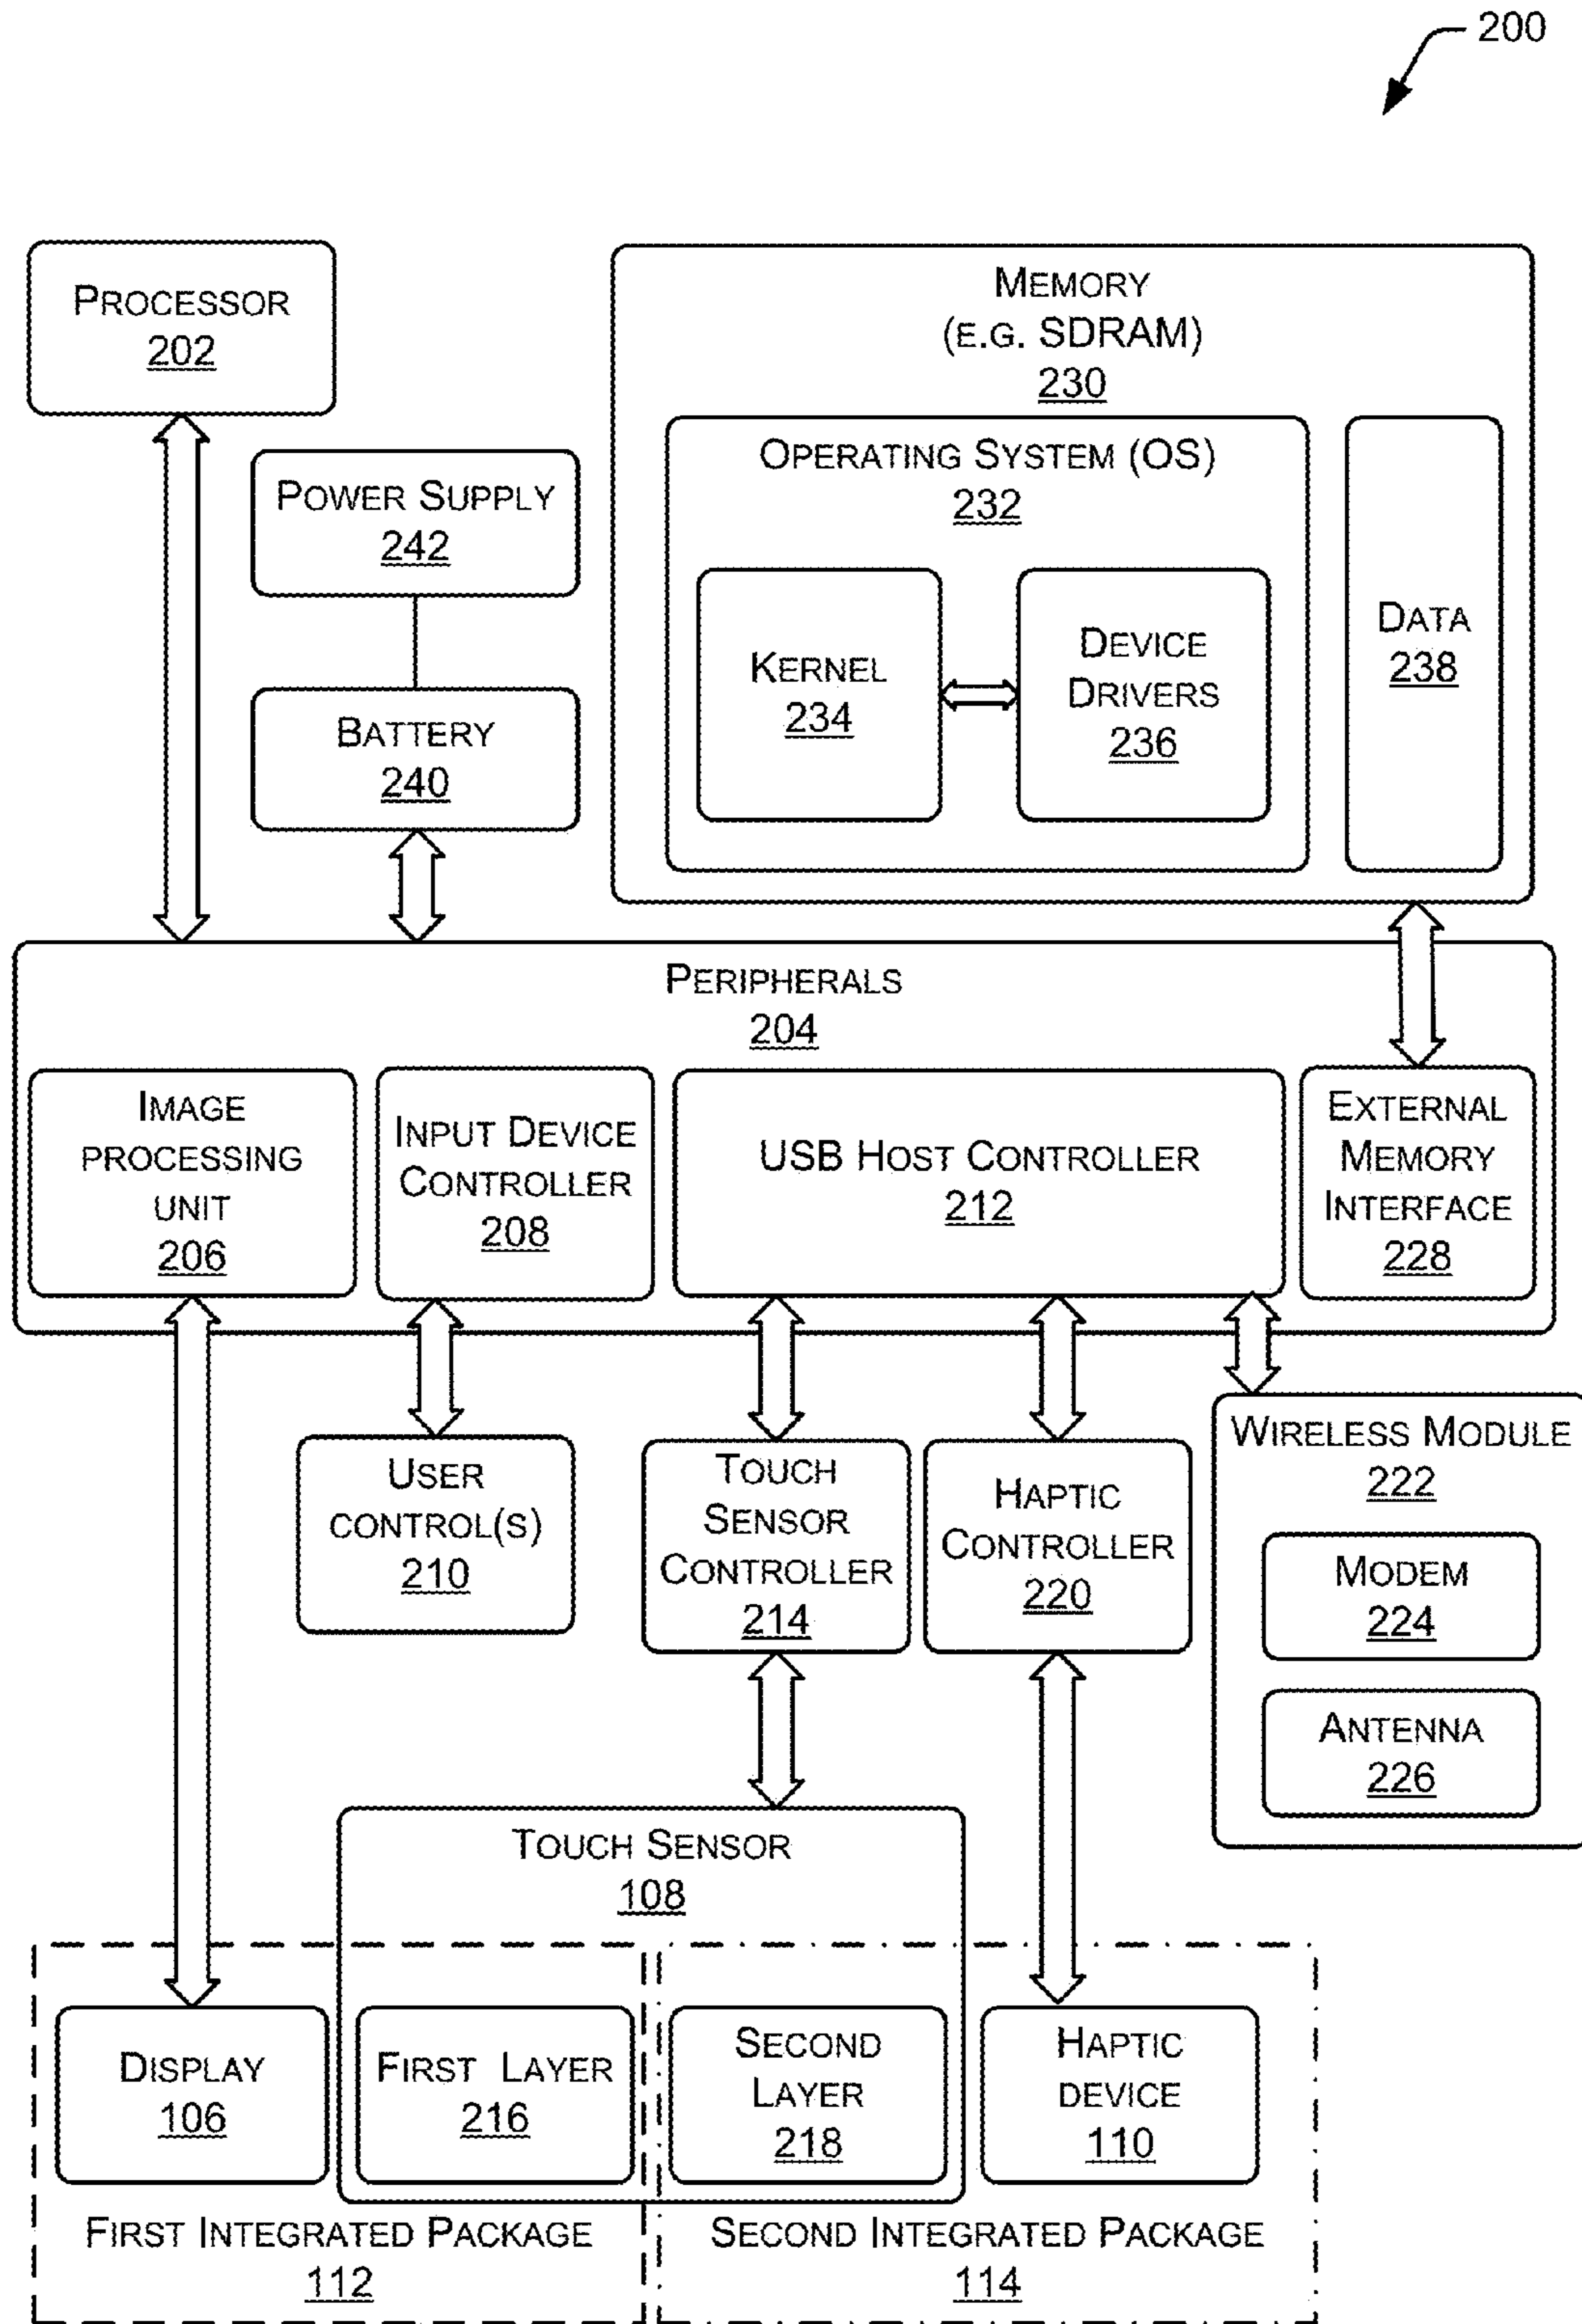 200
PROCESSOR
202
MEMORY
(E.G. SDRAM)
230
POWER SUPPLY
242
OPERATING SYSTEM (OS)
232
KERNEL
234
DEVICE
DRIVERS
236
DATA
238
BATTERY
240
PERIPHERALS
204
IMAGE
PROCESSING
UNIT
206
INPUT DEVICE
CONTROLLER
208
USB HOST CONTROLLER
212
EXTERNAL
MEMORY
INTERFACE
228
USER
CONTROL(S)
210
TOUCH
SENSOR
CONTROLLER
214
HAPTIC
CONTROLLER
220
WIRELESS MODULE
222
MODEM
224
ANTENNA
226
TOUCH SENSOR
108
DISPLAY
106
FIRST LAYER
216
SECOND
LAYER
218
HAPTIC
DEVICE
110
FIRST INTEGRATED PACKAGE
112
SECOND INTEGRATED PACKAGE
114